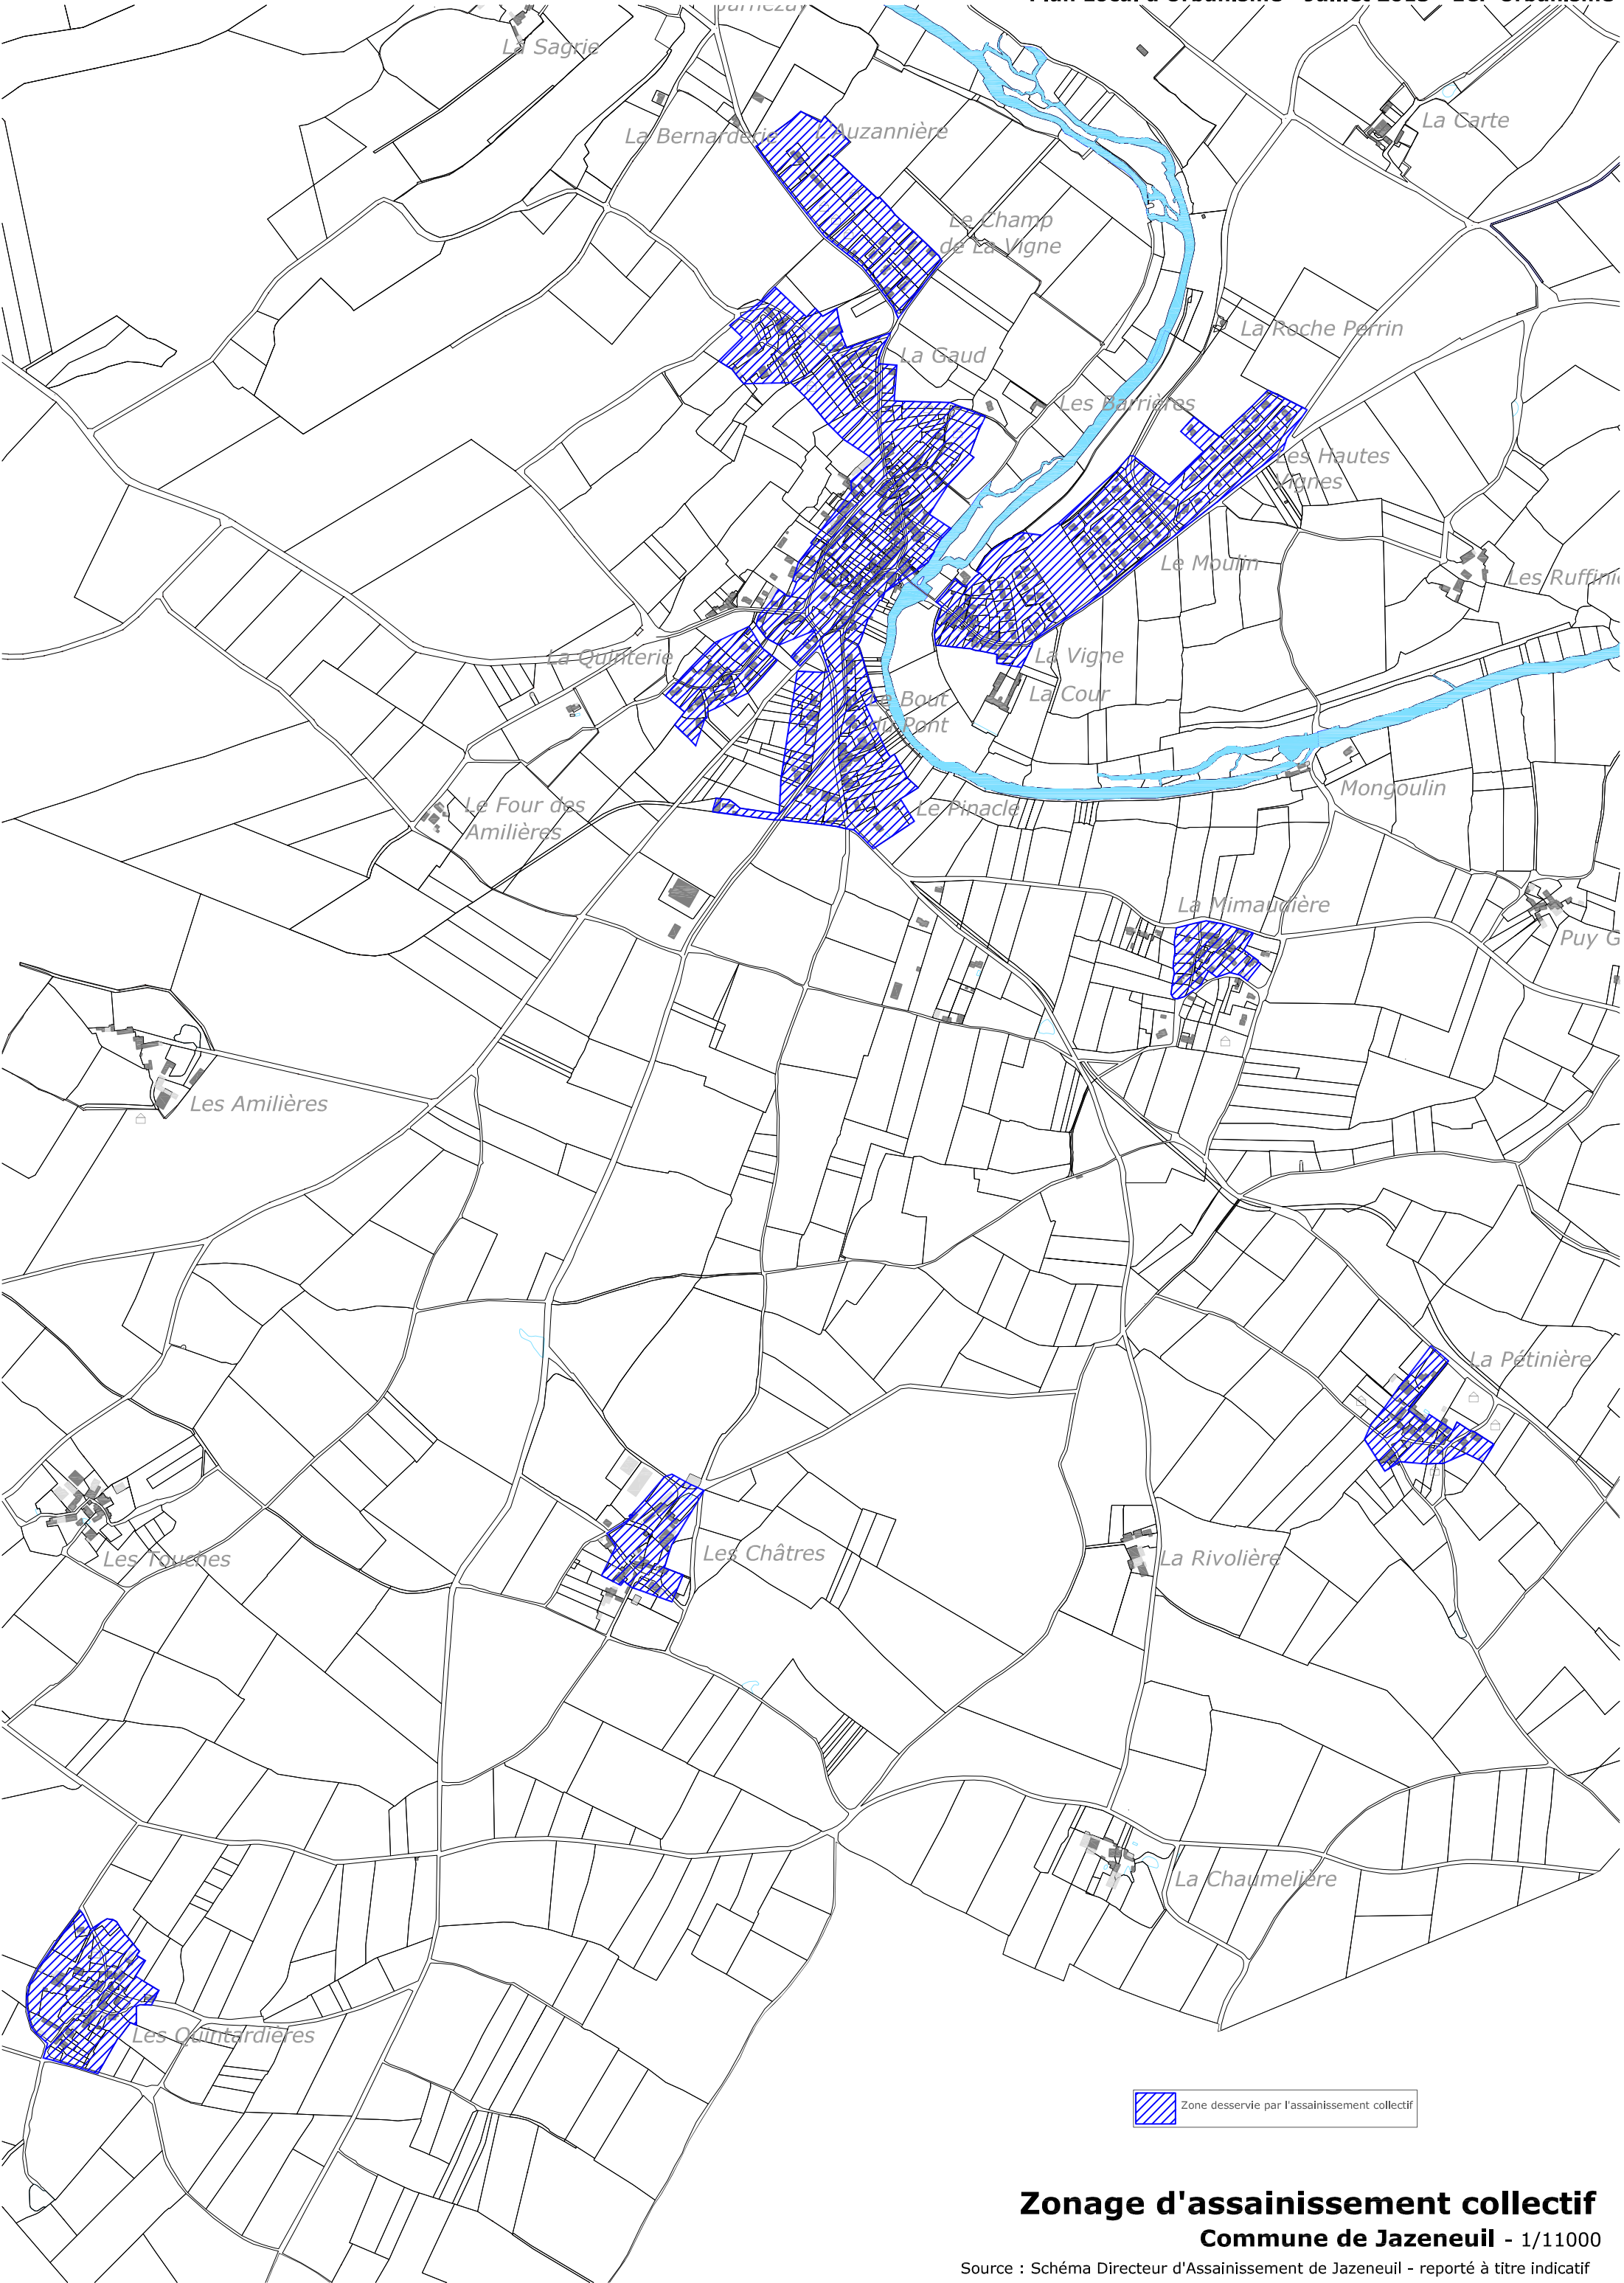 La Sagrie
La Bernarderie
L'Auzannière
La Carte
Le Champ
de La Vigne
La Roche Perrin
La Gaud
Les Barrières
Les Hautes
Vignes
Le Moulin
La Quinterie
La Vigne
La Cour
Le Bout
du Pont
Mongoulin
Le Four des
Amilières
Le Pinacle
La Mimaudière
Puy G
Les Amilières
La Pétinière
Les Touches
Les Châtres
La Rivolière
La Chaumelière
Les Quintardières
Zone desservie par l'assainissement collectif
Zonage d'assainissement collectif
Commune de Jazeneuil - 1/11000
Source : Schéma Directeur d'Assainissement de Jazeneuil - reporté à titre indicatif